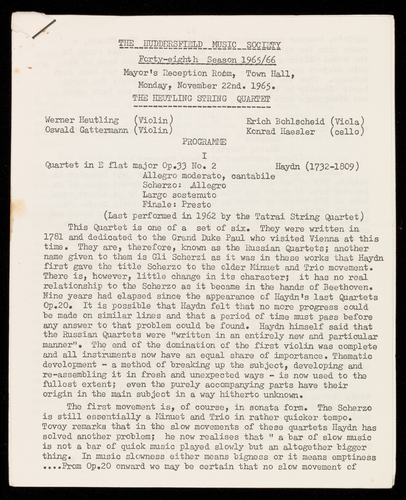 THE HUDDERSFIELD MUSIC SOCIETY
Forty-eighth Season 1965/66
Mayor's Reception Room, Town Hall,
Monday, November 22nd. 1965.
THE HEUTLING STRING QUARTET
Werner Heutling (Violin) Erich Bohlscheid (Viola)
Oswald Gattermann (Violin) Konrad Haesler (cello)
PROGRAMME
I
Quartet in E flat major Op.33 No. 2 Haydn (1732-1809)
Allegro moderato, cantabile
Scherzo: Allegro
Largo sostenuto
Finale: Presto
(Last performed in 1962 by the Tatrai String Quartet)
This Quartet is one of a set of six. They were written in
1781 and dedicated to the Grand Duke Paul who visited Vienna at this
time. They are, therefore, known as the Russian Quartets; another
name given to them is Gli Scherzi as it was in these works that Haydn
first gave the title Scherzo to the older Minuet and Trio movement.
There is, however, little change in its character; it has no real
relationship to the Scherzo as it became in the hands of Beethoven.
Nine years had elapsed since the appearance of Haydn's last Quartets
Op.20. It is possible that Haydn felt that no more progress could
be made on similar lines and that a period of time must pass before
any answer to that problem could be found. Haydn himself said that
the Russian Quartets were "written in an entirely new and particular
manner". The end of the domination of the first violin was complete
and all instruments now have an equal share of importance. Thematic
development - a method of breaking up the subject, developing and
re-assembling it in fresh and unexpected ways - is now used to the
fullest extent; even the purely accompanying parts have their
origin in the main subject in a way hitherto unknown.
The first movement is, of course, in sonata form. The Scherzo
is still essentially a Minuet and Trio in rather quicker tempo.
Tovey remarks that in the slow movements of these quartets Haydn has
solved another problem; he now realises that " a bar of slow music
is not a bar of quick music played slowly but an altogether bigger
thing. In music slowness either means bigness or it means emptiness
....From Op.20 onward we may be certain that no slow movement of